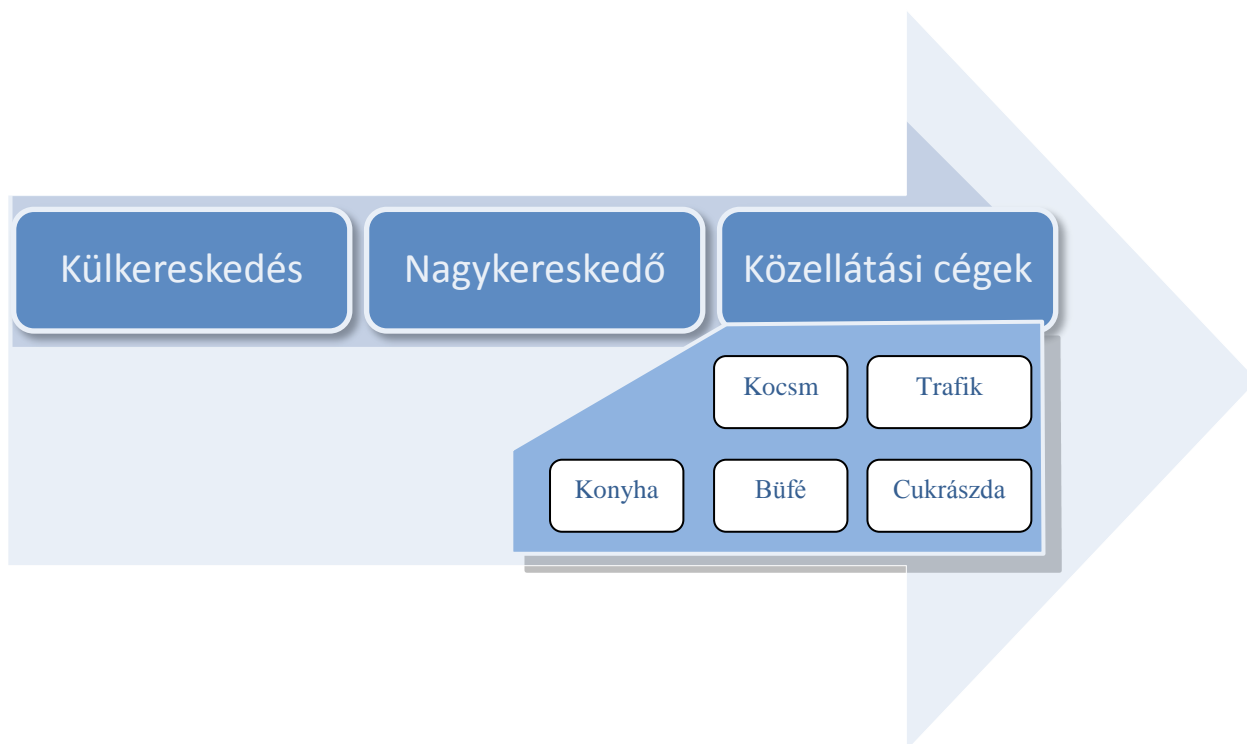 Külkereskedés
Nagykereskedő
Közellátási cégek
Kocsm
Trafik
Konyha
Büfé
Cukrászda